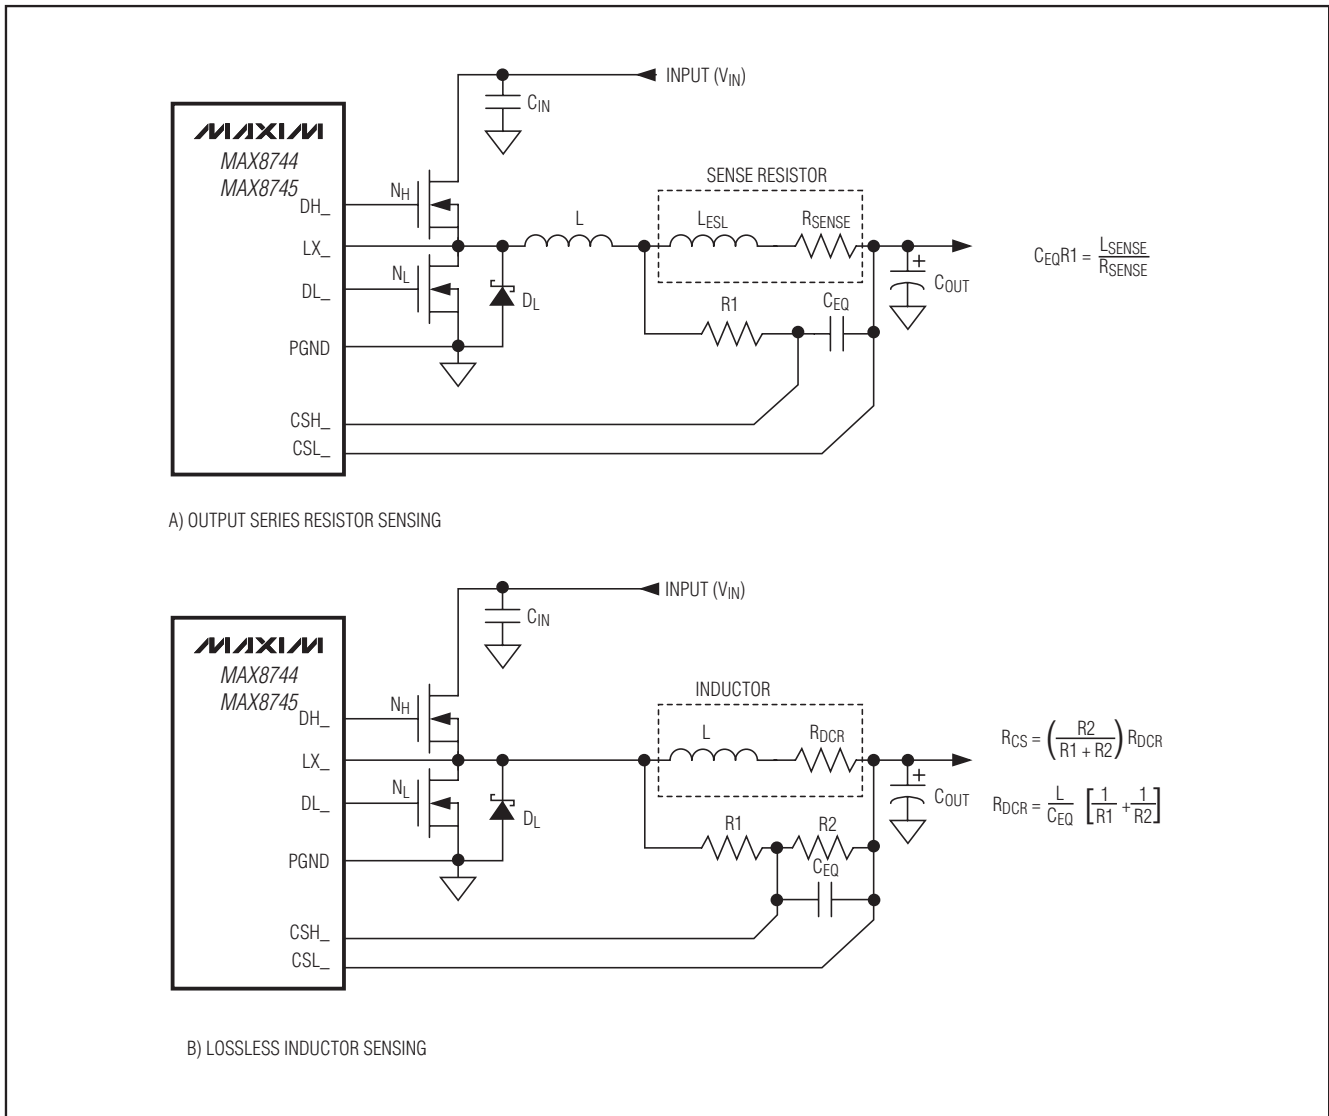 INPUT (VIN)
CIN
MAXIM
MAX8744
MAX8745
NH
DH_
SENSE RESISTOR
L
LESL
RSENSE
LX_
CEQR1 = LSENSE / RSENSE
NL
DL_
DL
+
COUT
R1
CEQ
PGND
CSH_
CSL_
A) OUTPUT SERIES RESISTOR SENSING
INPUT (VIN)
CIN
MAXIM
MAX8744
MAX8745
NH
DH_
INDUCTOR
L
RDCR
LX_
RCS = (R2 / R1 + R2) RDCR
NL
DL_
DL
+
COUT
RDCR = L / CEQ [1 / R1 + 1 / R2]
R1
R2
CEQ
PGND
CSH_
CSL_
B) LOSSLESS INDUCTOR SENSING